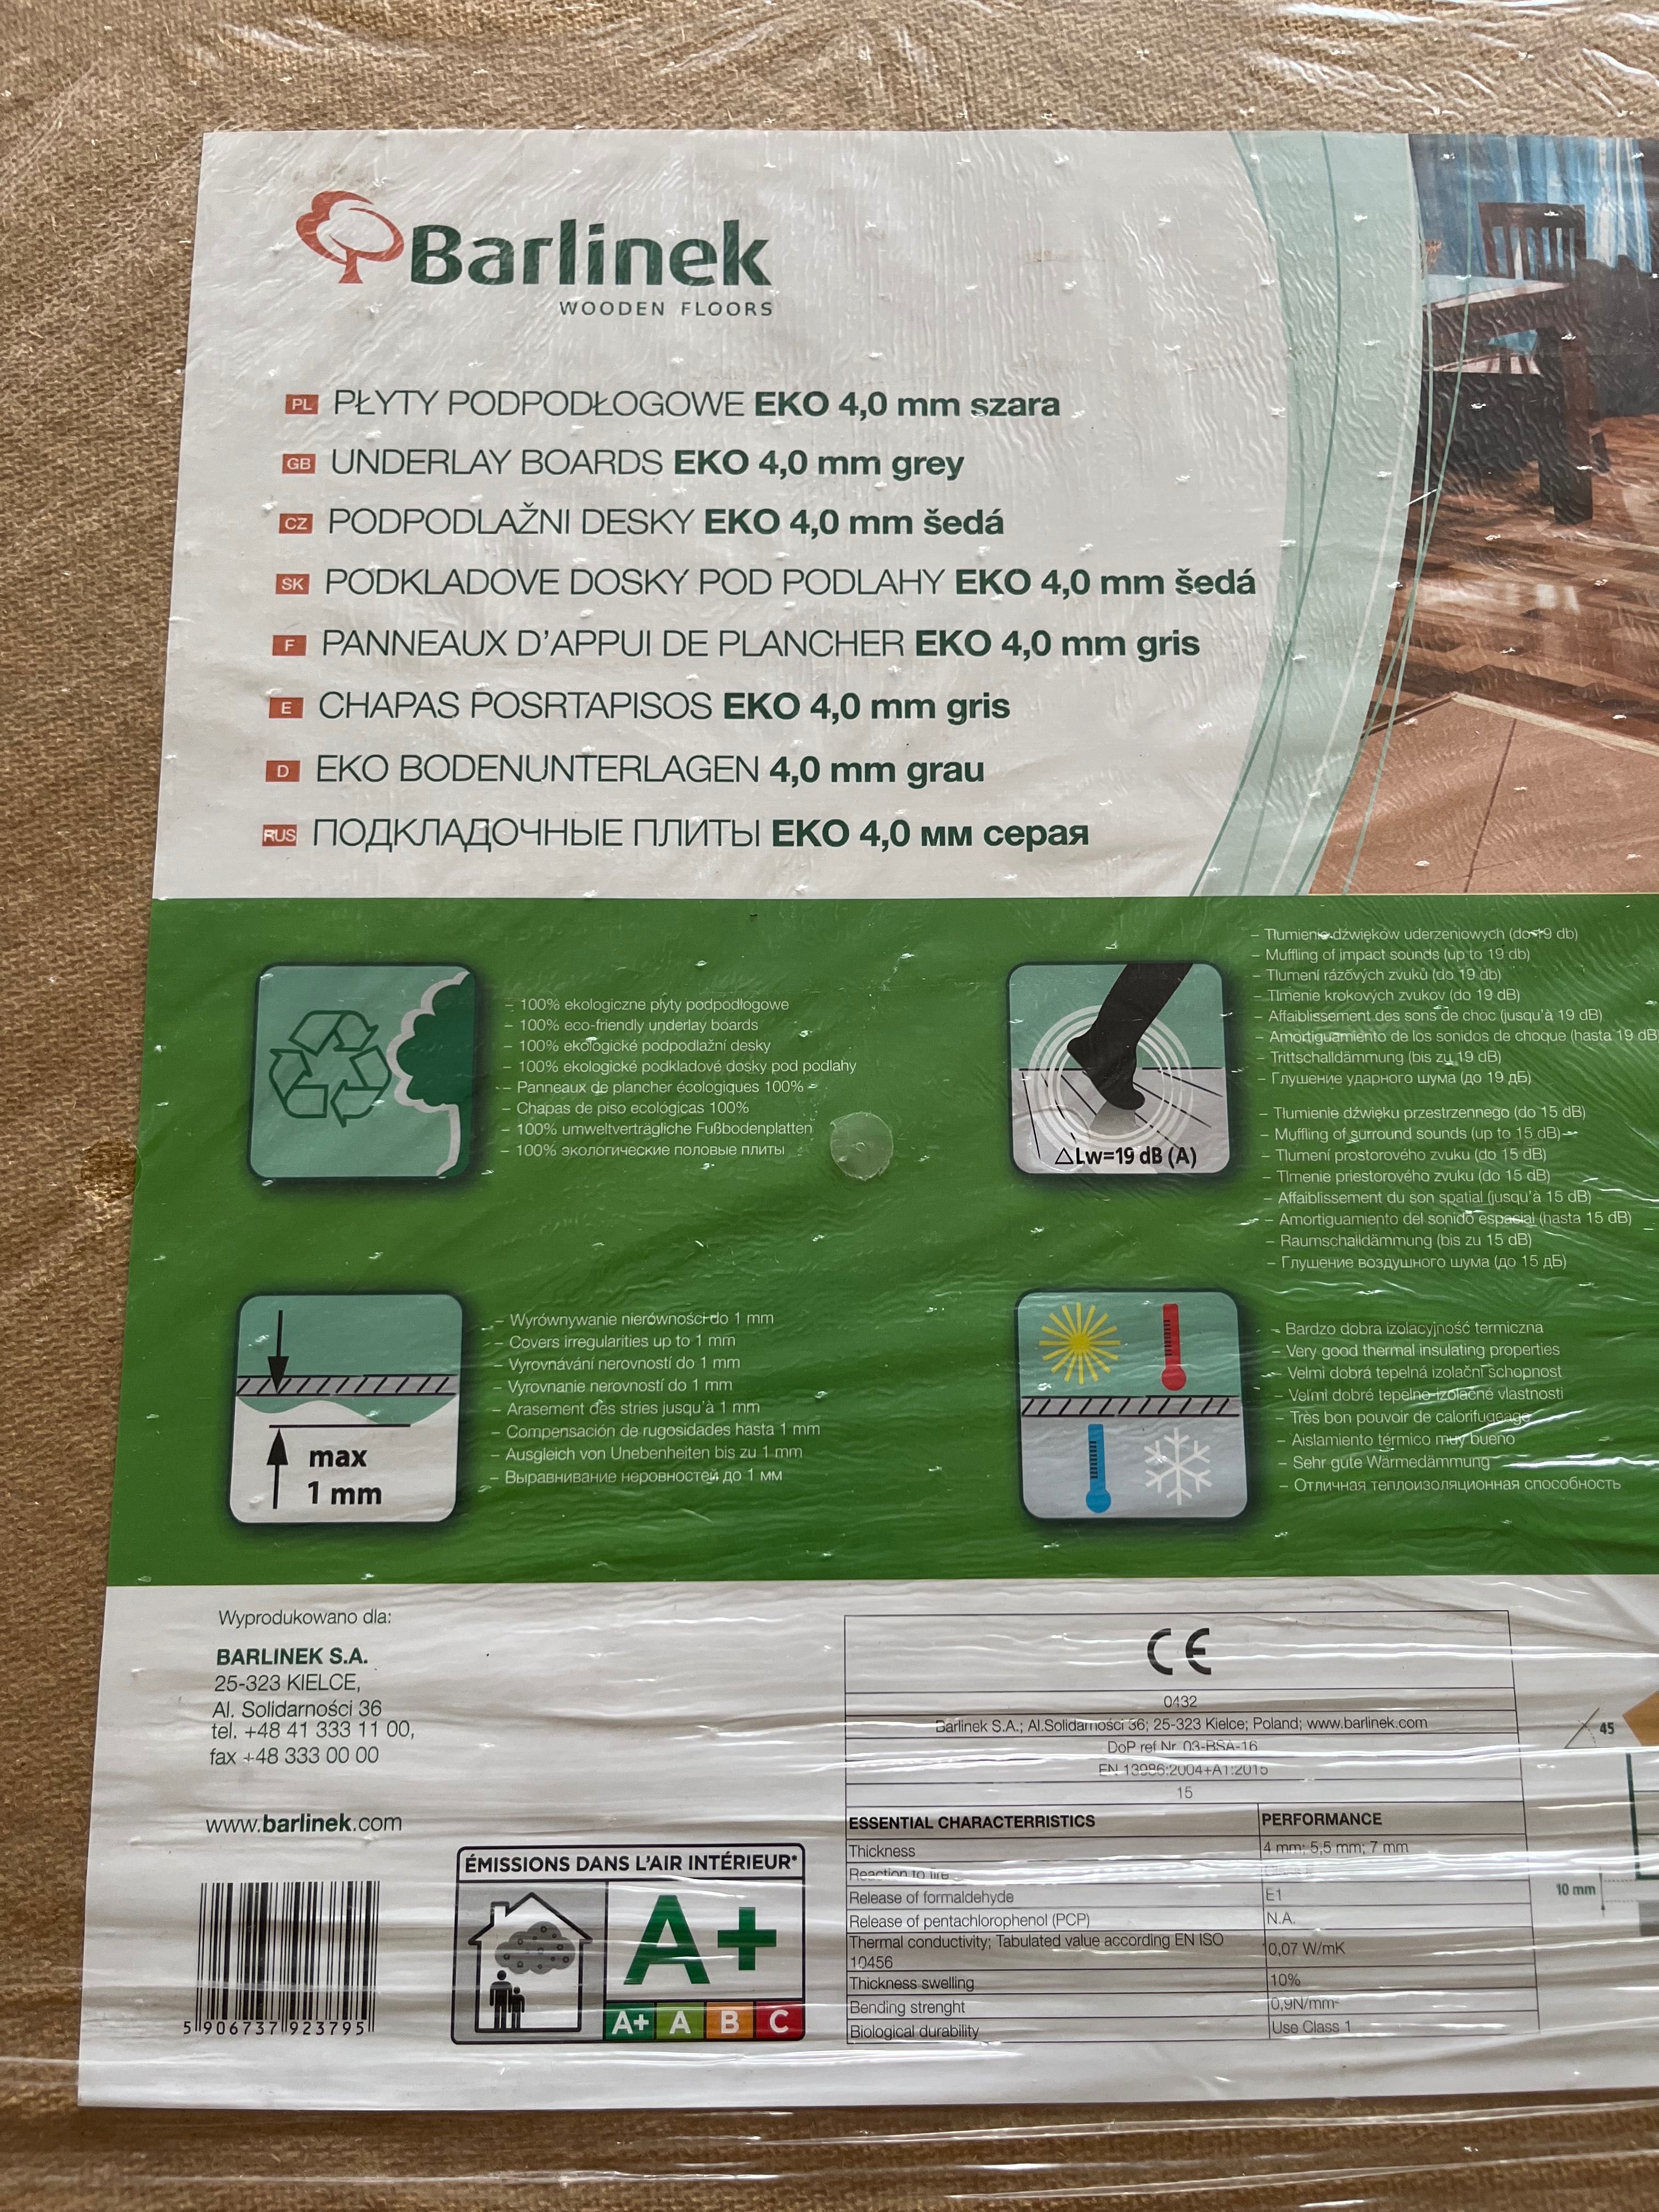 Barlinek
WOODEN FLOORS
PL PŁYTY PODPODŁOGOWE EKO 4,0 mm szara
GB UNDERLAY BOARDS EKO 4,0 mm grey
CZ PODPODLAŽNI DESKY EKO 4,0 mm šedá
SK PODKLADOVE DOSKY POD PODLAHY EKO 4,0 mm šedá
F PANNEAUX D'APPUI DE PLANCHER EKO 4,0 mm gris
E CHAPAS POSRTAPISOS EKO 4,0 mm gris
D EKO BODENUNTERLAGEN 4,0 mm grau
RUS ПОДКЛАДОЧНЫЕ ПЛИТЫ EKO 4,0 мм серая
– 100% ekologiczne płyty podpodłogowe
– 100% eco-friendly underlay boards
– 100% ekologické podpodlažní desky
– 100% ekologické podkladové dosky pod podlahy
– Panneaux de plancher écologiques 100%
– Chapas de piso ecológicas 100%
– 100% umweltverträgliche Fußbodenplatten
– 100% экологические половые плиты
△Lw=19 dB (A)
– Tłumienie dźwięków uderzeniowych (do 19 db)
– Muffling of impact sounds (up to 19 db)
– Tlumení rázových zvuků (do 19 db)
– Tlmenie krokových zvukov (do 19 dB)
– Affaiblissement des sons de choc (jusqu'à 19 dB)
– Amortiguamiento de los sonidos de choque (hasta 19 dB
– Trittschalldämmung (bis zu 19 dB)
– Глушение ударного шума (до 19 дБ)
– Tłumienie dźwięku przestrzennego (do 15 dB)
– Muffling of surround sounds (up to 15 dB)
– Tlumení prostorového zvuku (do 15 dB)
– Tlmenie priestorového zvuku (do 15 dB)
– Affaiblissement du son spatial (jusqu'à 15 dB)
– Amortiguamiento del sonido espacial (hasta 15 dB)
– Raumschalldämmung (bis zu 15 dB)
– Глушение воздушного шума (до 15 дБ)
max
1 mm
– Wyrównywanie nierówności do 1 mm
– Covers irregularities up to 1 mm
– Vyrovnávání nerovností do 1 mm
– Vyrovnanie nerovností do 1 mm
– Arasement des stries jusqu'à 1 mm
– Compensación de rugosidades hasta 1 mm
– Ausgleich von Unebenheiten bis zu 1 mm
– Выравнивание неровностей до 1 мм
– Bardzo dobra izolacyjność termiczna
– Very good thermal insulating properties
– Velmi dobrá tepelná izolační schopnost
– Veľmi dobré tepelno-izolačné vlastnosti
– Très bon pouvoir de calorifugeage
– Aislamiento térmico muy bueno
– Sehr gute Wärmedämmung
– Отличная теплоизоляционная способность
Wyprodukowano dla:
BARLINEK S.A.
25-323 KIELCE,
Al. Solidarności 36
tel. +48 41 333 11 00,
fax +48 333 00 00
www.barlinek.com
5 906737 923795
ÉMISSIONS DANS L'AIR INTÉRIEUR*
A+
A+ A B C
CE
0432
Barlinek S.A.; Al.Solidarności 36; 25-323 Kielce; Poland; www.barlinek.com
DoP ref Nr. 03-BSA-16
EN 13986:2004+A1:2015
15
ESSENTIAL CHARACTERRISTICS PERFORMANCE
Thickness 4 mm; 5,5 mm; 7 mm
Reaction to fire
Release of formaldehyde E1
Release of pentachlorophenol (PCP) N.A.
Thermal conductivity; Tabulated value according EN ISO
10456 0,07 W/mK
Thickness swelling 10%
Bending strenght 0,9N/mm²
Biological durability Use Class 1
45
10 mm